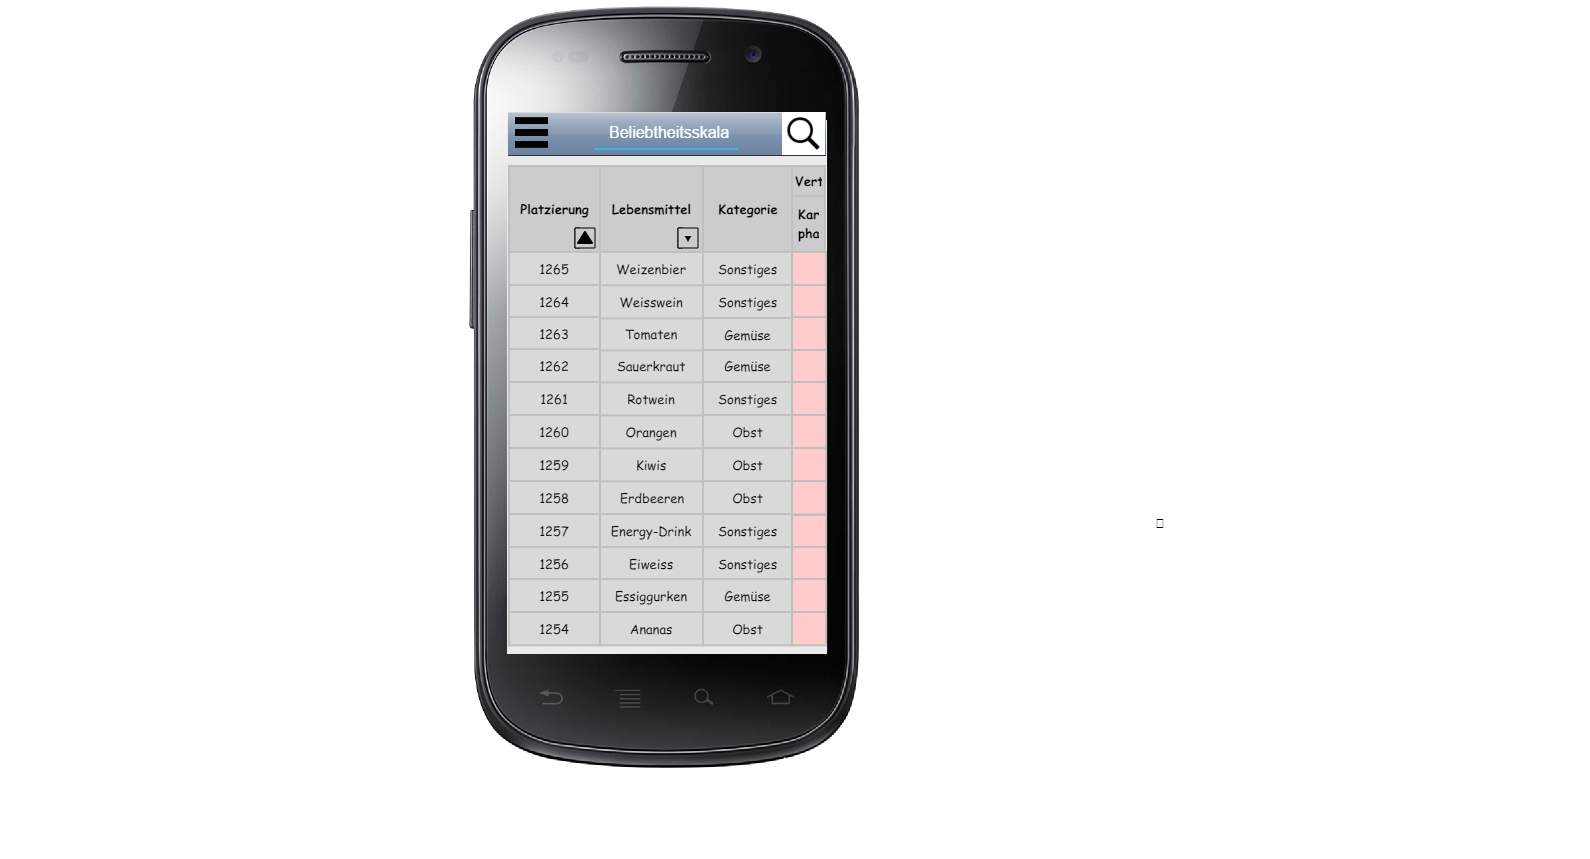 Beliebtheitsskala
Platzierung Lebensmittel Kategorie Vert
Kar
pha
1265 Weizenbier Sonstiges
1264 Weisswein Sonstiges
1263 Tomaten Gemüse
1262 Sauerkraut Gemüse
1261 Rotwein Sonstiges
1260 Orangen Obst
1259 Kiwis Obst
1258 Erdbeeren Obst
1257 Energy-Drink Sonstiges
1256 Eiweiss Sonstiges
1255 Essiggurken Gemüse
1254 Ananas Obst